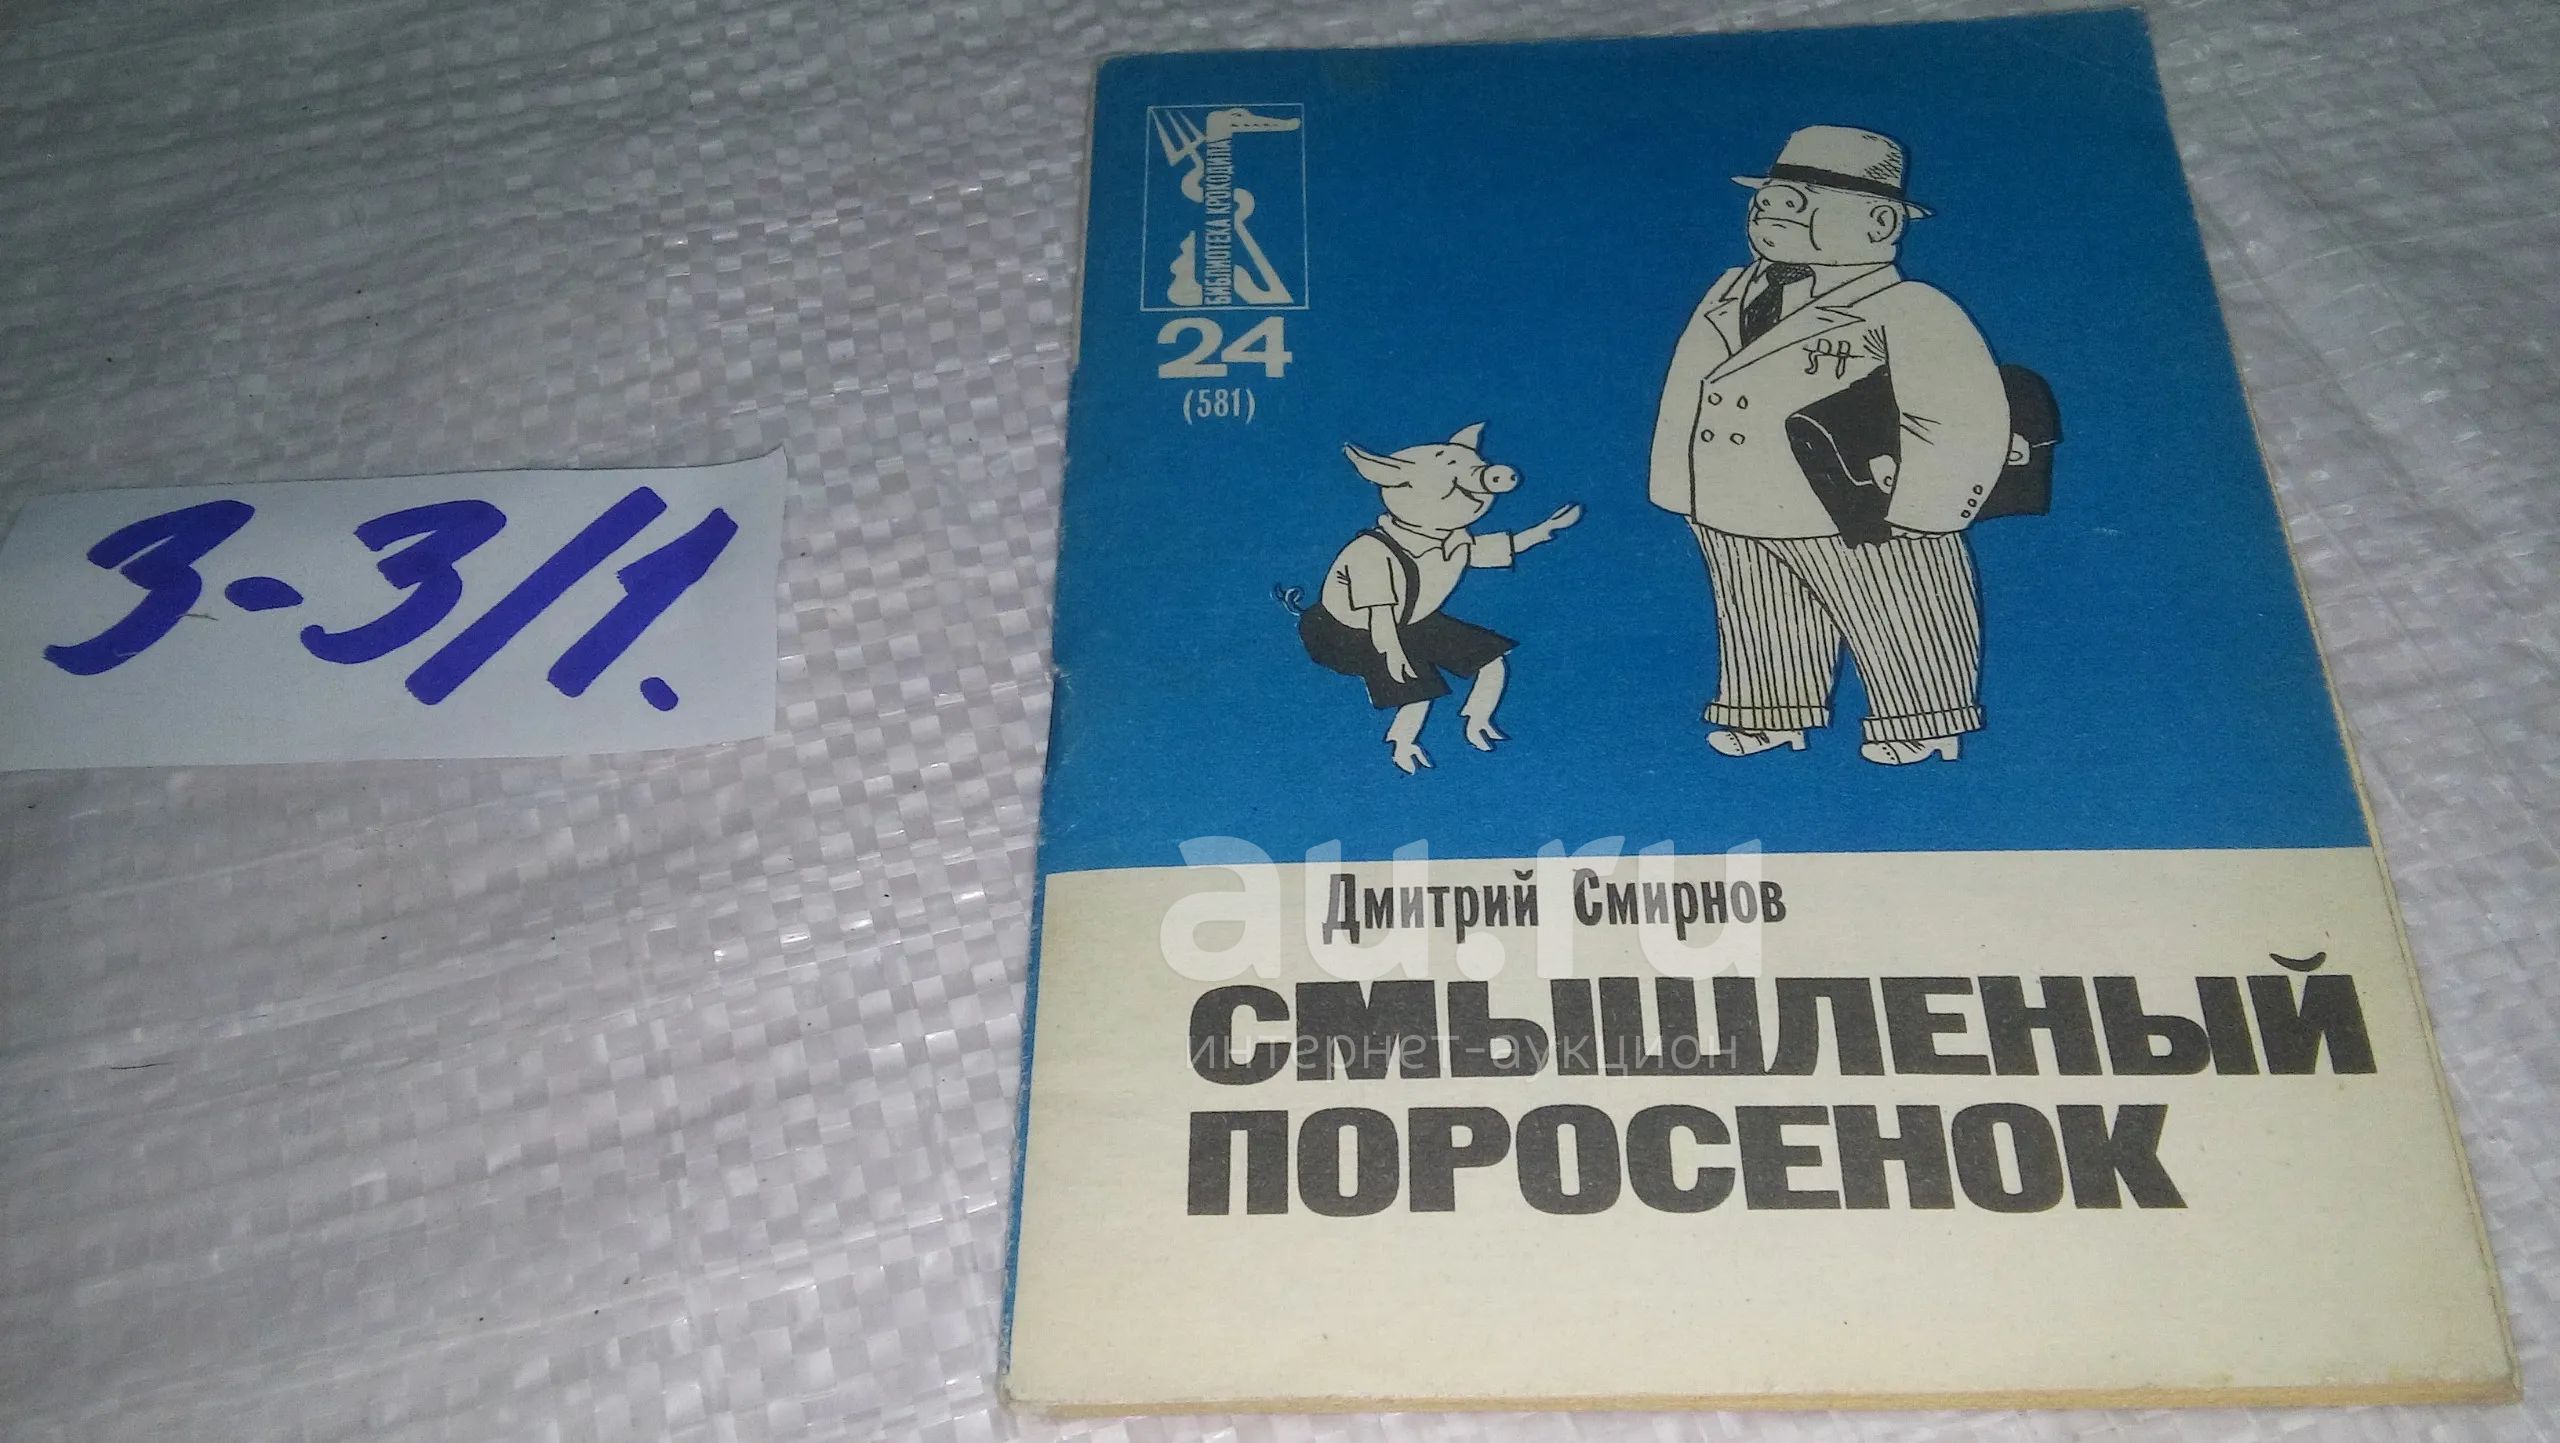 3-3/1.
БИБЛИОТЕКА КРОКОДИЛА
24
(581)
Дмитрий Смирнов
СМЫШЛЕНЫЙ
ПОРОСЕНОК
au.ru
интернет-аукцион